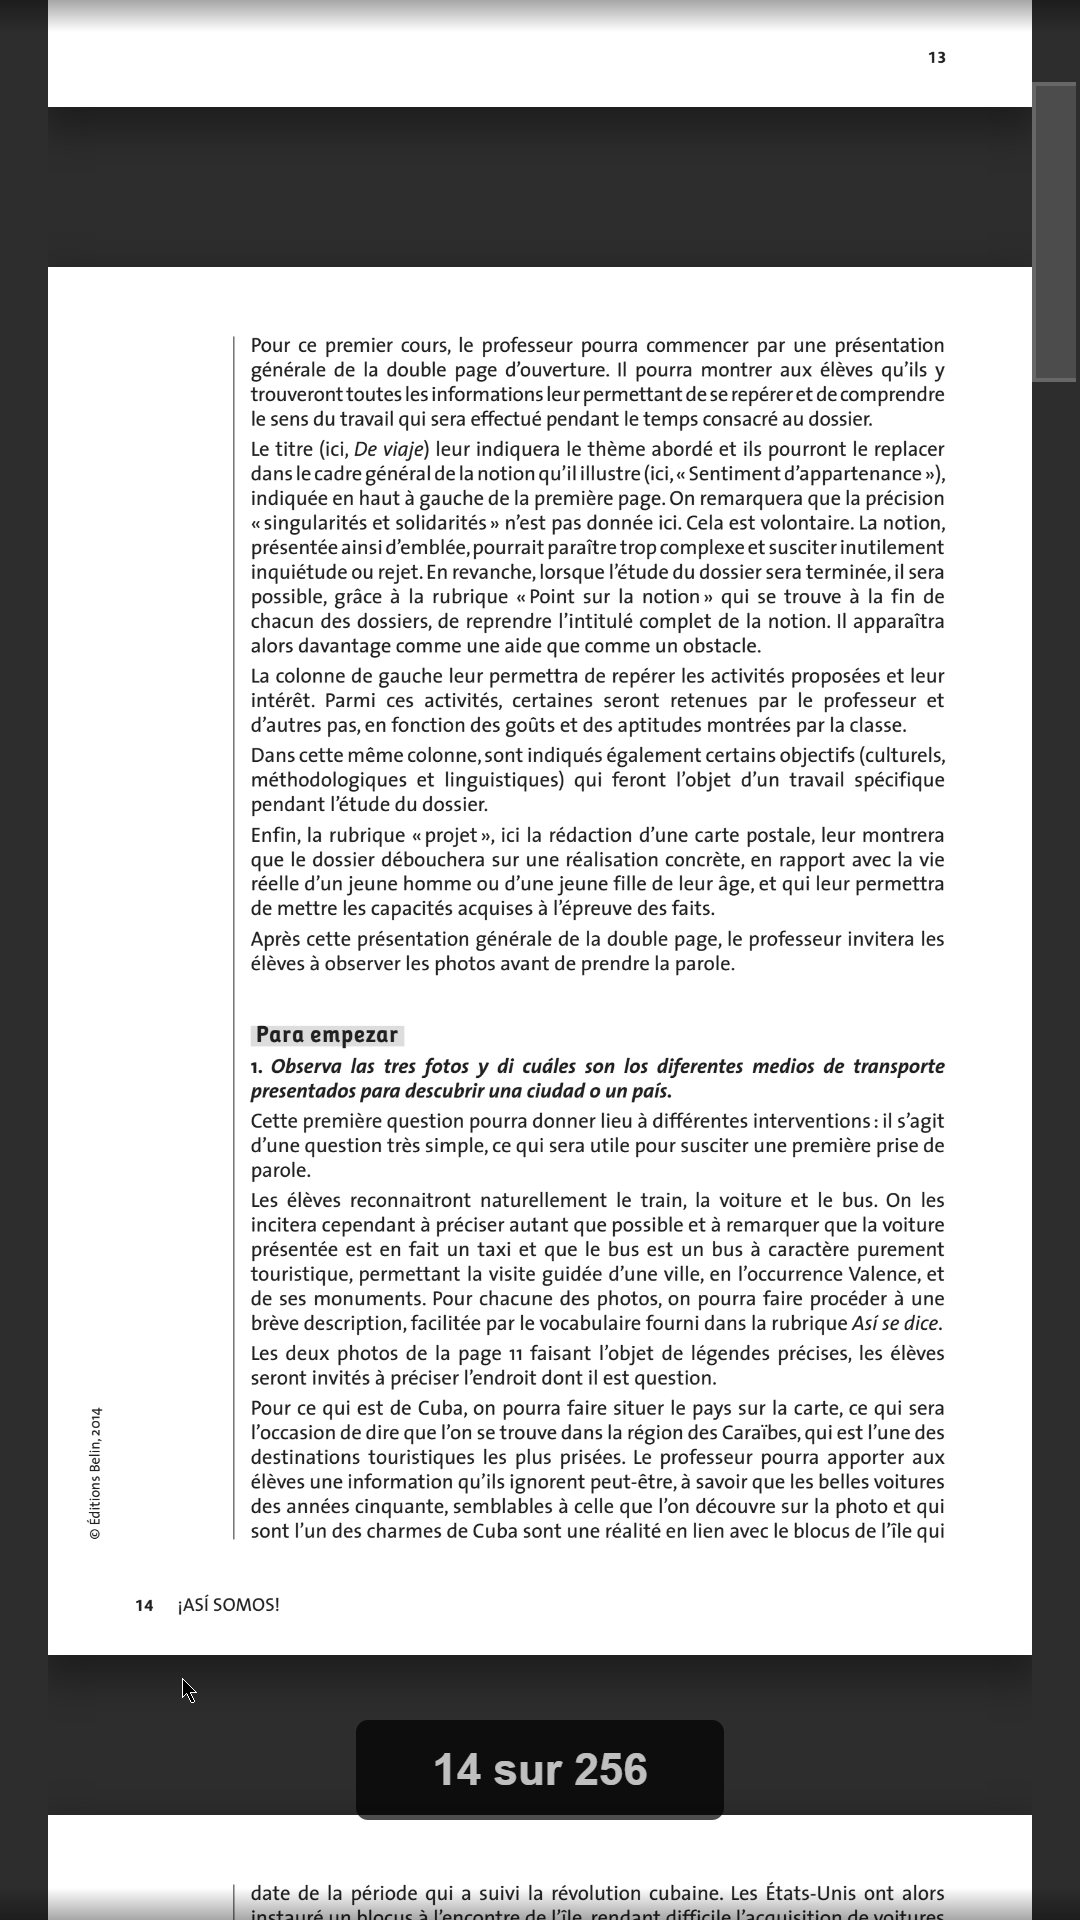 13
Pour ce premier cours, le professeur pourra commencer par une présentation
générale de la double page d’ouverture. Il pourra montrer aux élèves qu’ils y
trouveront toutes les informations leur permettant de se repérer et de comprendre
le sens du travail qui sera effectué pendant le temps consacré au dossier.
Le titre (ici, De viaje) leur indiquera le thème abordé et ils pourront le replacer
dans le cadre général de la notion qu’il illustre (ici, « Sentiment d’appartenance »),
indiquée en haut à gauche de la première page. On remarquera que la précision
« singularités et solidarités » n’est pas donnée ici. Cela est volontaire. La notion,
présentée ainsi d’emblée, pourrait paraître trop complexe et susciter inutilement
inquiétude ou rejet. En revanche, lorsque l’étude du dossier sera terminée, il sera
possible, grâce à la rubrique « Point sur la notion » qui se trouve à la fin de
chacun des dossiers, de reprendre l’intitulé complet de la notion. Il apparaîtra
alors davantage comme une aide que comme un obstacle.
La colonne de gauche leur permettra de repérer les activités proposées et leur
intérêt. Parmi ces activités, certaines seront retenues par le professeur et
d’autres pas, en fonction des goûts et des aptitudes montrées par la classe.
Dans cette même colonne, sont indiqués également certains objectifs (culturels,
méthodologiques et linguistiques) qui feront l’objet d’un travail spécifique
pendant l’étude du dossier.
Enfin, la rubrique « projet », ici la rédaction d’une carte postale, leur montrera
que le dossier débouchera sur une réalisation concrète, en rapport avec la vie
réelle d’un jeune homme ou d’une jeune fille de leur âge, et qui leur permettra
de mettre les capacités acquises à l’épreuve des faits.
Après cette présentation générale de la double page, le professeur invitera les
élèves à observer les photos avant de prendre la parole.
Para empezar
1. Observa las tres fotos y di cuáles son los diferentes medios de transporte
presentados para descubrir una ciudad o un país.
Cette première question pourra donner lieu à différentes interventions : il s’agit
d’une question très simple, ce qui sera utile pour susciter une première prise de
parole.
Les élèves reconnaitront naturellement le train, la voiture et le bus. On les
incitera cependant à préciser autant que possible et à remarquer que la voiture
présentée est en fait un taxi et que le bus est un bus à caractère purement
touristique, permettant la visite guidée d’une ville, en l’occurrence Valence, et
de ses monuments. Pour chacune des photos, on pourra faire procéder à une
brève description, facilitée par le vocabulaire fourni dans la rubrique Así se dice.
Les deux photos de la page 11 faisant l’objet de légendes précises, les élèves
seront invités à préciser l’endroit dont il est question.
Pour ce qui est de Cuba, on pourra faire situer le pays sur la carte, ce qui sera
l’occasion de dire que l’on se trouve dans la région des Caraïbes, qui est l’une des
destinations touristiques les plus prisées. Le professeur pourra apporter aux
élèves une information qu’ils ignorent peut-être, à savoir que les belles voitures
des années cinquante, semblables à celle que l’on découvre sur la photo et qui
sont l’un des charmes de Cuba sont une réalité en lien avec le blocus de l’île qui
© Éditions Belin, 2014
14 ¡ASÍ SOMOS!
14 sur 256
date de la période qui a suivi la révolution cubaine. Les États-Unis ont alors
instauré un blocus à l’encontre de l’île, rendant difficile l’acquisition de voitures